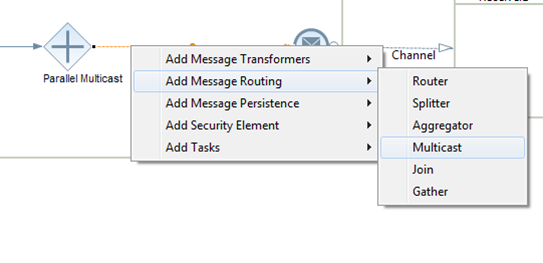 Parallel Multicast
Channel
Add Message Transformers
Add Message Routing
Add Message Persistence
Add Security Element
Add Tasks
Router
Splitter
Aggregator
Multicast
Join
Gather